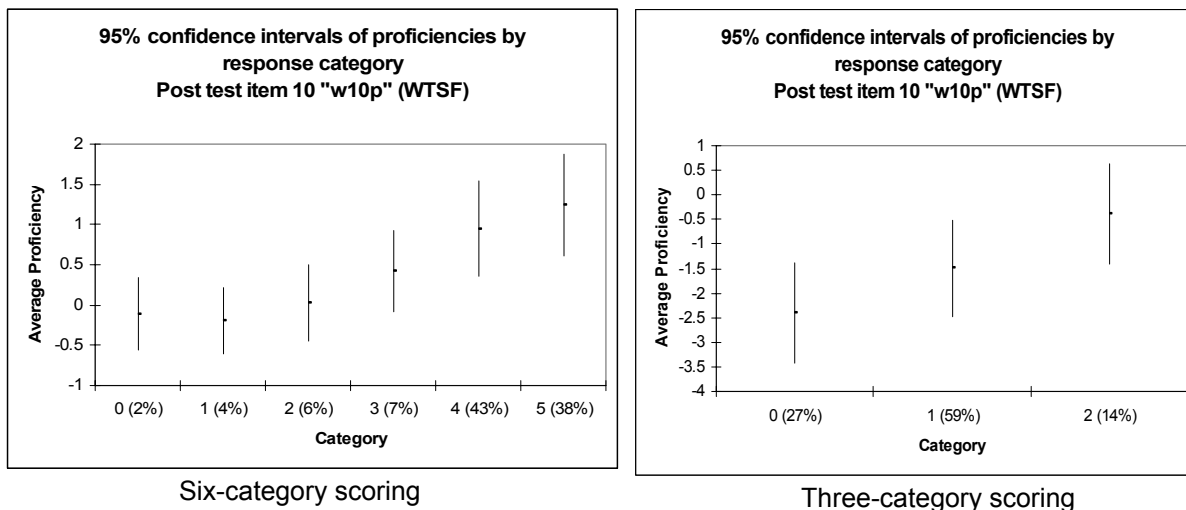 95% confidence intervals of proficiencies by
response category
Post test item 10 "w10p" (WTSF)
2
1.5
1
0.5
0
-0.5
-1
Average Proficiency
0 (2%) 1 (4%) 2 (6%) 3 (7%) 4 (43%) 5 (38%)
Category
Six-category scoring
95% confidence intervals of proficiencies by
response category
Post test item 10 "w10p" (WTSF)
1
0.5
0
-0.5
-1
-1.5
-2
-2.5
-3
-3.5
-4
Average Proficiency
0 (27%) 1 (59%) 2 (14%)
Category
Three-category scoring